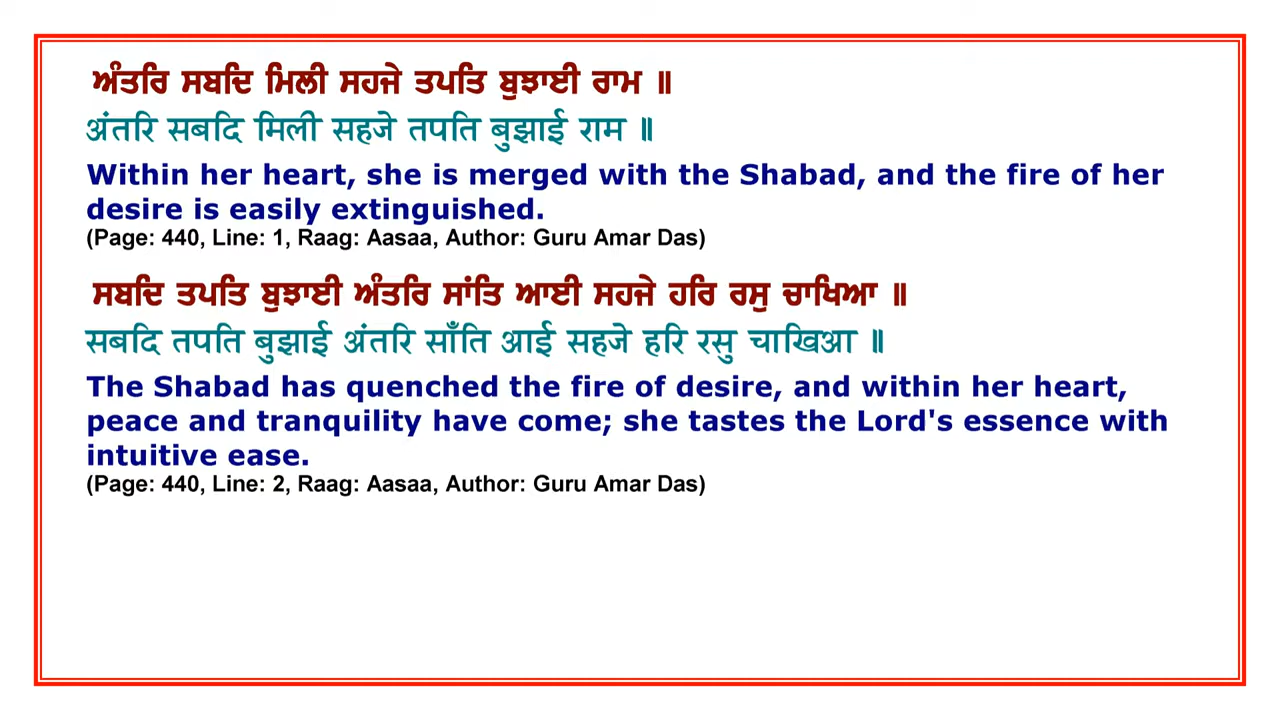 ਅੰਤਰਿ ਸਬਦਿ ਮਿਲੀ ਸਹਜੇ ਤਪਤਿ ਬੁਝਾਈ ਰਾਮ ॥
अंतरि सबदि मिली सहजे तपति बुझाई राम ॥
Within her heart, she is merged with the Shabad, and the fire of her
desire is easily extinguished.
(Page: 440, Line: 1, Raag: Aasaa, Author: Guru Amar Das)
ਸਬਦਿ ਤਪਤਿ ਬੁਝਾਈ ਅੰਤਰਿ ਸਾਂਤਿ ਆਈ ਸਹਜੇ ਹਰਿ ਰਸੁ ਚਾਖਿਆ ॥
सबदि तपति बुझाई अंतरि साँति आई सहजे हरि रसु चाखिआ ॥
The Shabad has quenched the fire of desire, and within her heart,
peace and tranquility have come; she tastes the Lord's essence with
intuitive ease.
(Page: 440, Line: 2, Raag: Aasaa, Author: Guru Amar Das)